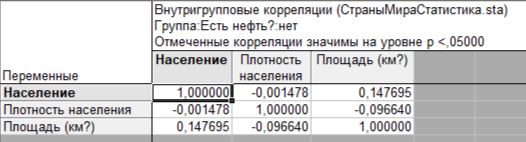 Внутригрупповые корреляции (СтраныМираСтатистика.sta)
Группа:Есть нефть?:нет
Отмеченные корреляции значимы на уровне p <,05000
Переменные Население Плотность населения Площадь (км?)
Население 1,000000 -0,001478 0,147695
Плотность населения -0,001478 1,000000 -0,096640
Площадь (км?) 0,147695 -0,096640 1,000000